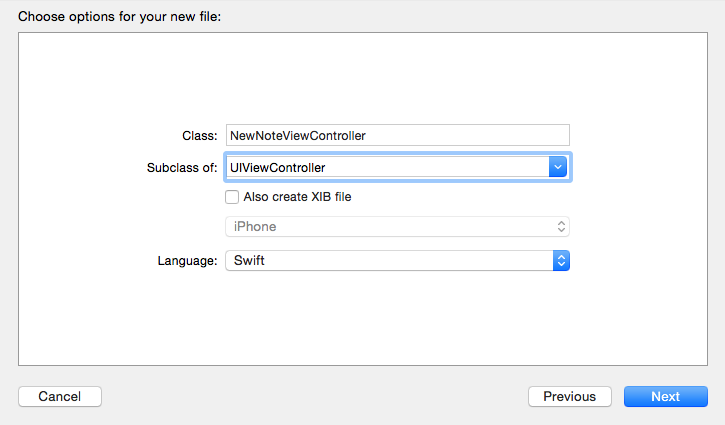 Choose options for your new file:
Class: NewNoteViewController
Subclass of: UIViewController
Also create XIB file
iPhone
Language: Swift
Cancel Previous Next